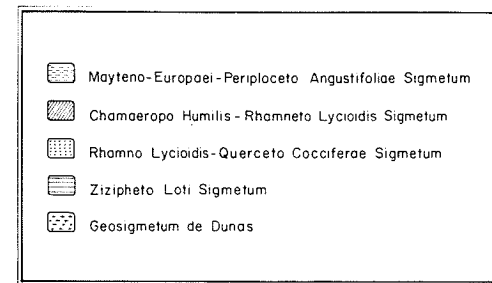 Mayteno-Europaei-Periploceto Angustifoliae Sigmetum
Chamaeropo Humilis-Rhamneto Lycioidis Sigmetum
Rhamno Lycioidis-Querceto Cocciferae Sigmetum
Zizipheto Loti Sigmetum
Geosigmetum de Dunas